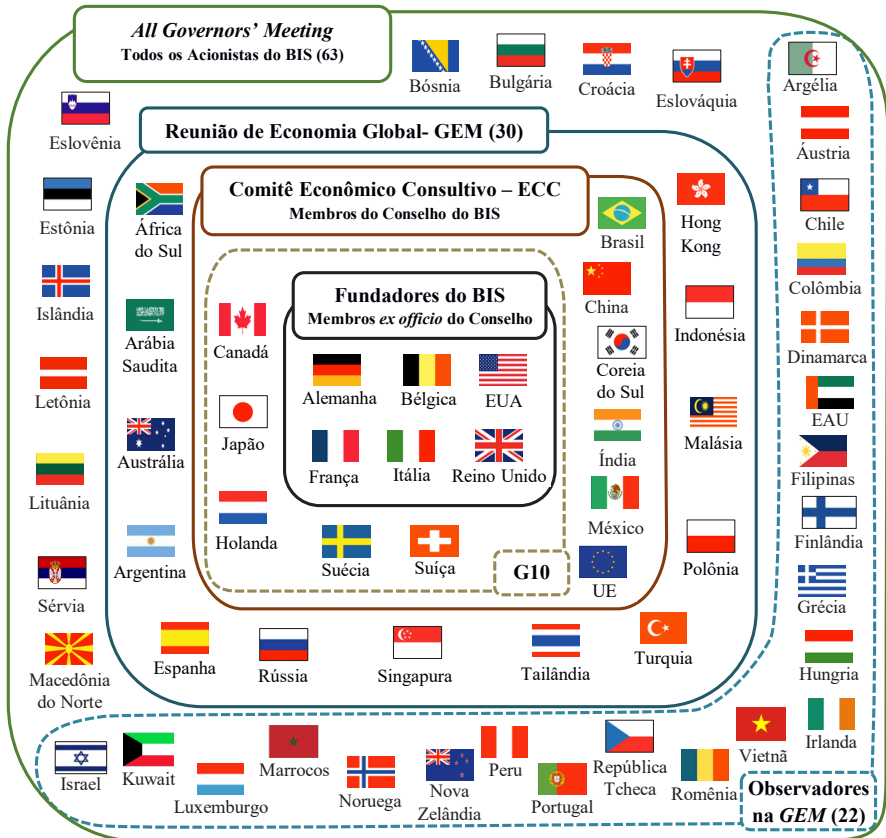 All Governors’ Meeting
Todos os Acionistas do BIS (63)
Bósnia
Bulgária
Croácia
Eslováquia
Argélia
Eslovênia
Reunião de Economia Global- GEM (30)
Áustria
Comitê Econômico Consultivo – ECC
Membros do Conselho do BIS
Estônia
África
do Sul
Brasil
Hong
Kong
Chile
Fundadores do BIS
Membros ex officio do Conselho
Colômbia
Islândia
Arábia
Saudita
Canadá
China
Indonésia
Dinamarca
Letônia
Alemanha
Bélgica
EUA
Coreia
do Sul
EAU
Austrália
Japão
Índia
Malásia
Filipinas
Lituânia
França
Itália
Reino Unido
México
Finlândia
Argentina
Holanda
Suécia
Suíça
G10
UE
Polônia
Sérvia
Grécia
Macedônia
do Norte
Espanha
Rússia
Singapura
Tailândia
Turquia
Hungria
Israel
Kuwait
Luxemburgo
Marrocos
Noruega
Nova
Zelândia
Peru
Portugal
República
Tcheca
Romênia
Vietnã
Irlanda
Observadores
na GEM (22)